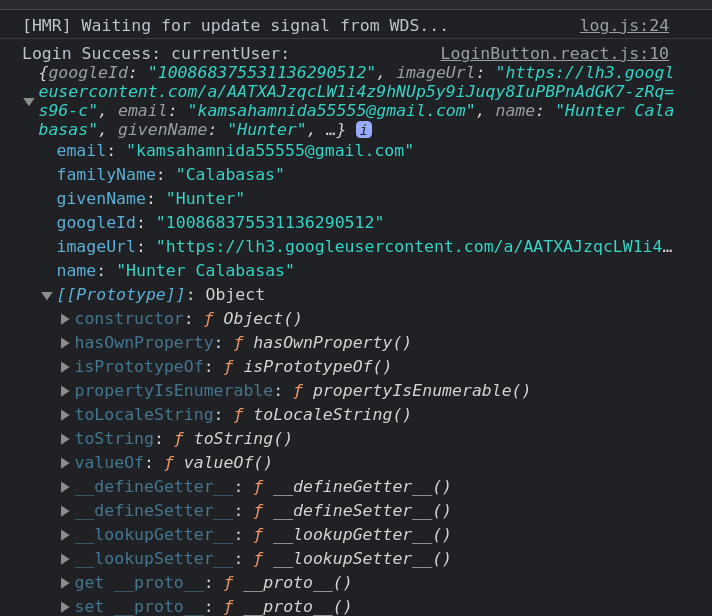 [HMR] Waiting for update signal from WDS... log.js:24
Login Success: currentUser: LoginButton.react.js:10
{googleId: "100868375531136290512", imageUrl: "https://lh3.googl
eusercontent.com/a/AATXAJzqcLW1i4z9hNUp5y9iJuqy8IuPBPnAdGK7-zRq=
s96-c", email: "kamsahamnida55555@gmail.com", name: "Hunter Cala
basas", givenName: "Hunter", …} i
email: "kamsahamnida55555@gmail.com"
familyName: "Calabasas"
givenName: "Hunter"
googleId: "100868375531136290512"
imageUrl: "https://lh3.googleusercontent.com/a/AATXAJzqcLW1i4…
name: "Hunter Calabasas"
[[Prototype]]: Object
constructor: ƒ Object()
hasOwnProperty: ƒ hasOwnProperty()
isPrototypeOf: ƒ isPrototypeOf()
propertyIsEnumerable: ƒ propertyIsEnumerable()
toLocaleString: ƒ toLocaleString()
toString: ƒ toString()
valueOf: ƒ valueOf()
__defineGetter__: ƒ __defineGetter__()
__defineSetter__: ƒ __defineSetter__()
__lookupGetter__: ƒ __lookupGetter__()
__lookupSetter__: ƒ __lookupSetter__()
get __proto__: ƒ __proto__()
set __proto__: ƒ __proto__()